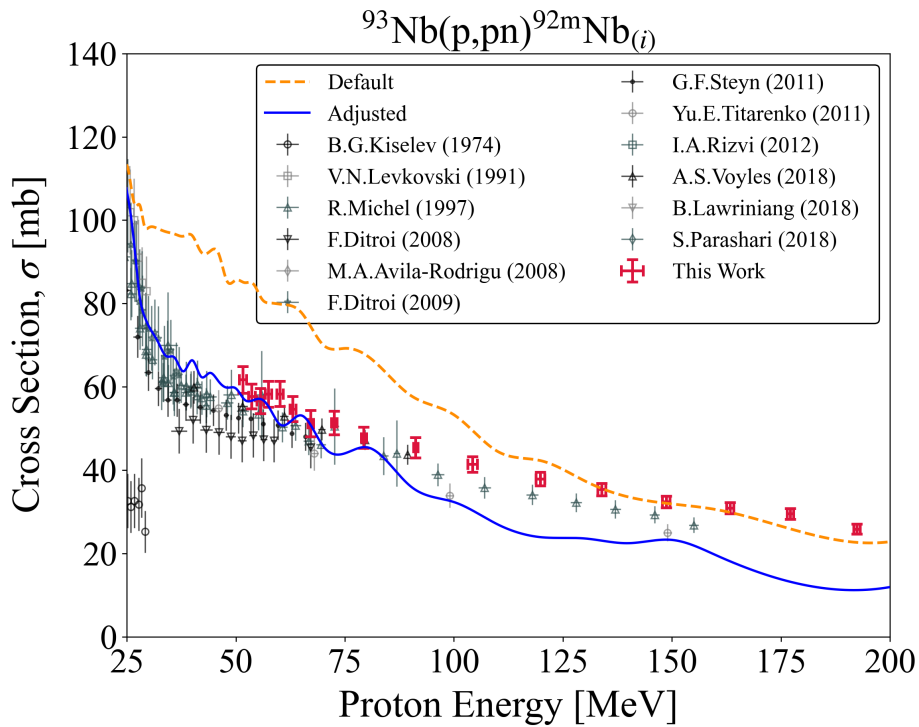 ⁹³Nb(p,pn)⁹²ᵐNb₍ᵢ₎
Cross Section, σ [mb]
140
120
100
80
60
40
20
0
Default
Adjusted
B.G.Kiselev (1974)
V.N.Levkovski (1991)
R.Michel (1997)
F.Ditroi (2008)
M.A.Avila-Rodrigu (2008)
F.Ditroi (2009)
G.F.Steyn (2011)
Yu.E.Titarenko (2011)
I.A.Rizvi (2012)
A.S.Voyles (2018)
B.Lawriniang (2018)
S.Parashari (2018)
This Work
25 50 75 100 125 150 175 200
Proton Energy [MeV]